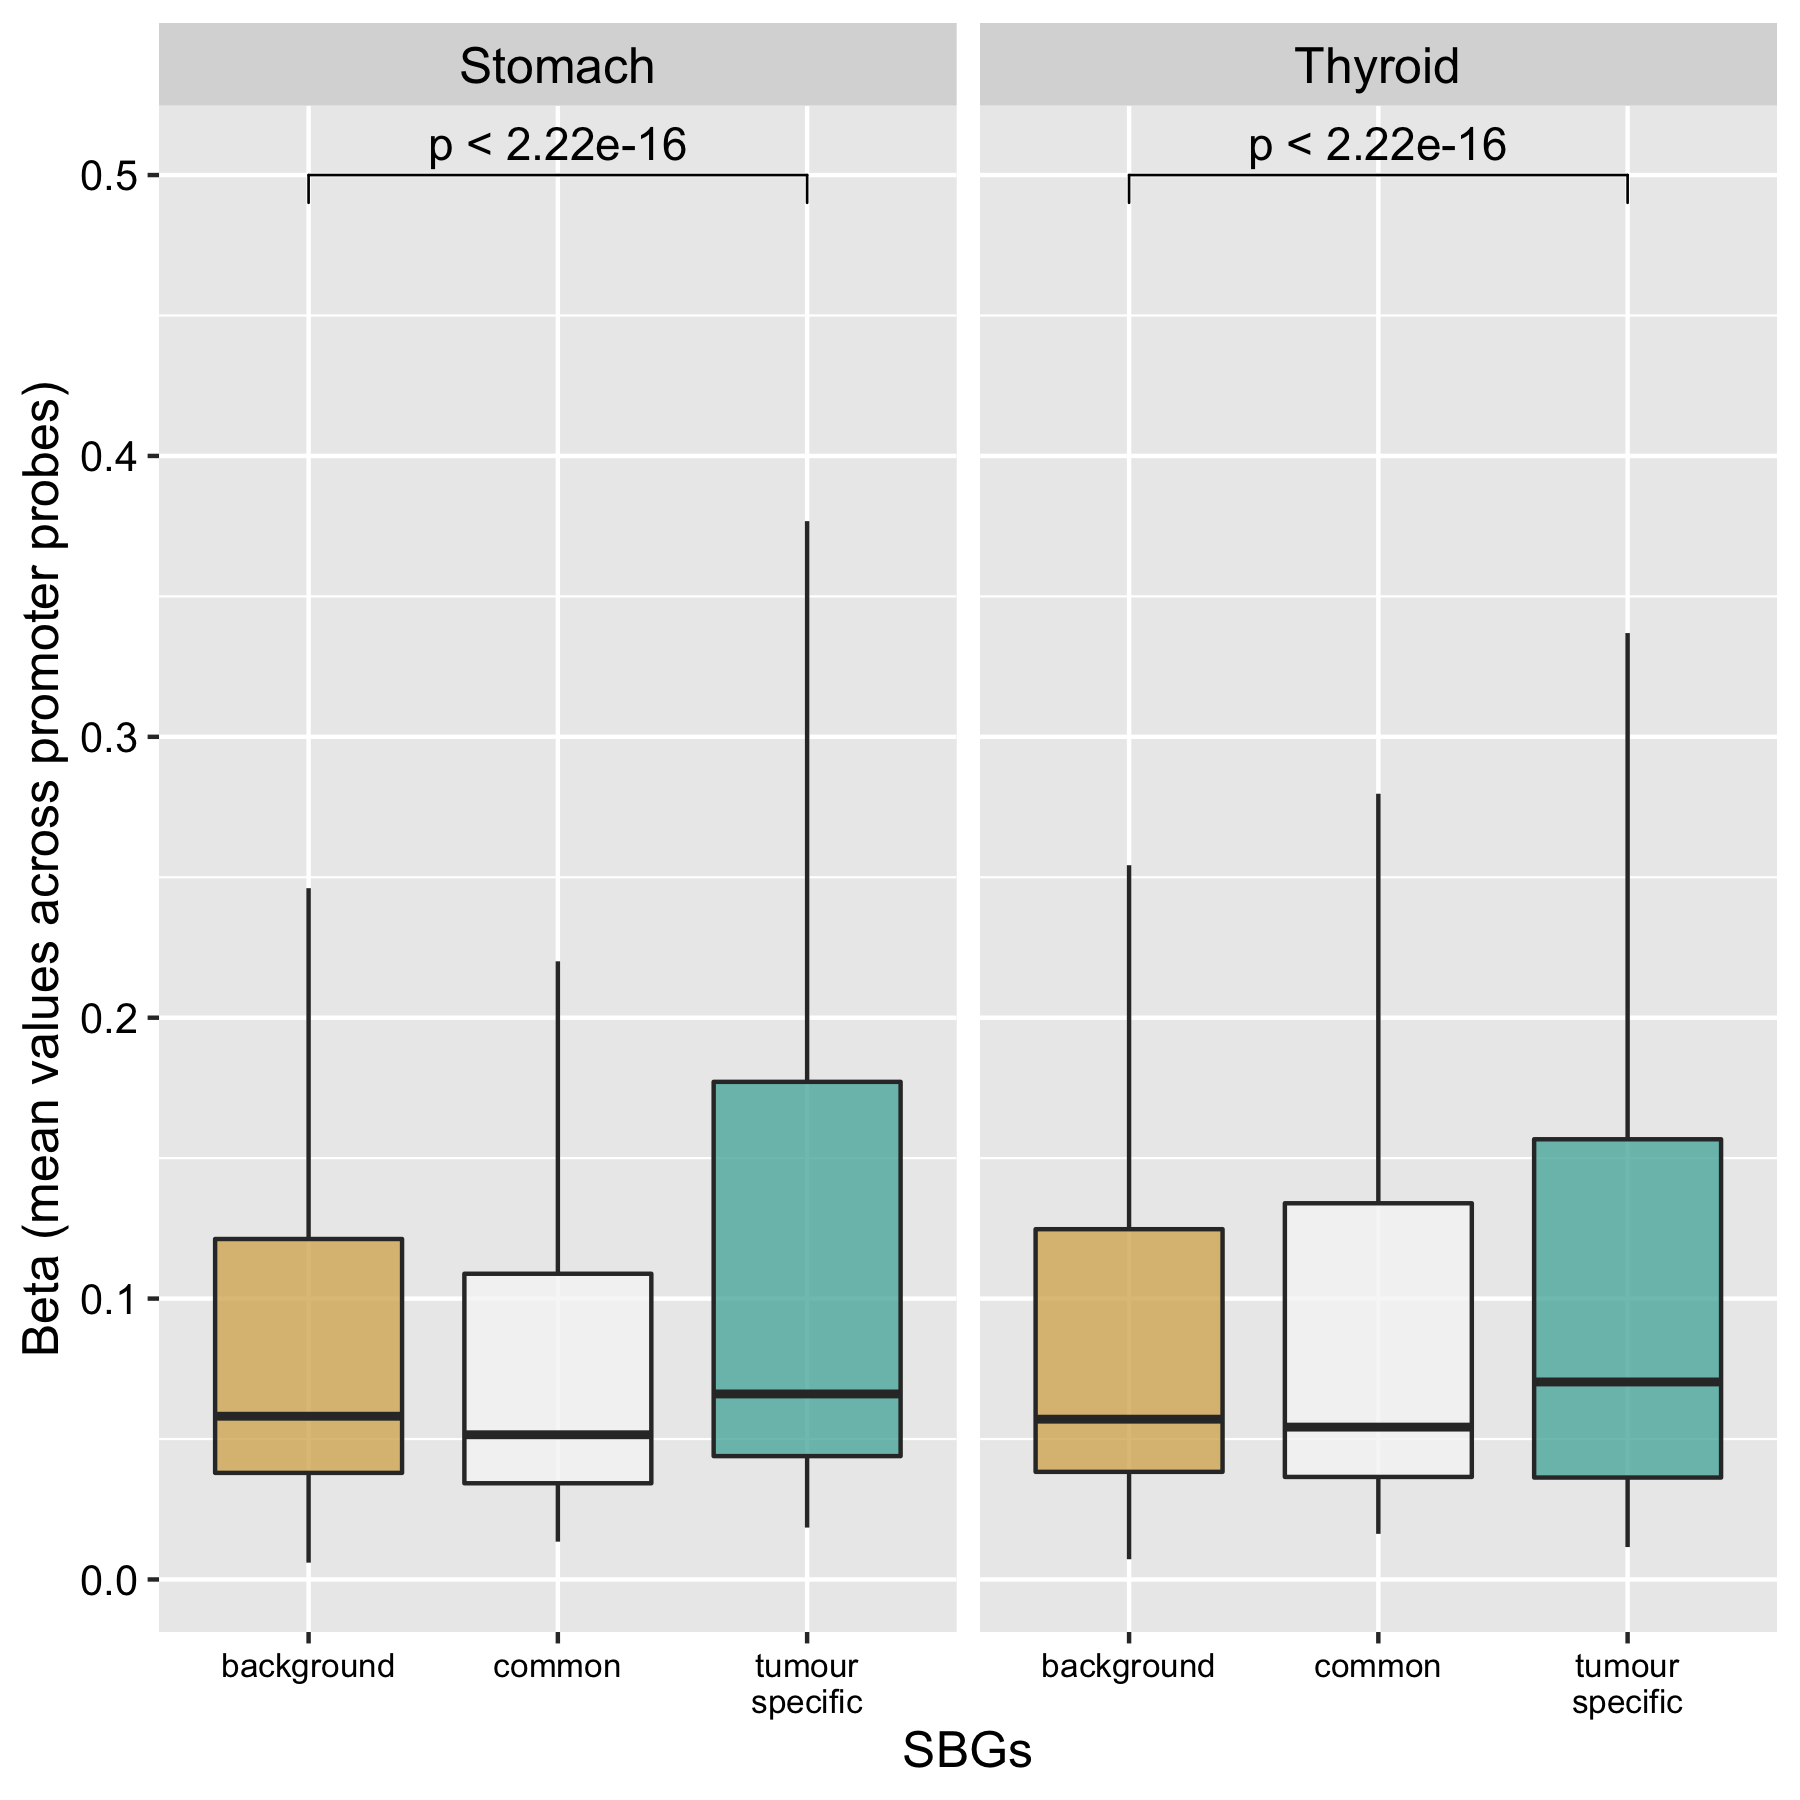 Stomach
Thyroid
p < 2.22e-16
p < 2.22e-16
0.5
0.4
0.3
0.2
0.1
0.0
Beta (mean values across promoter probes)
background
common
tumour
specific
background
common
tumour
specific
SBGs